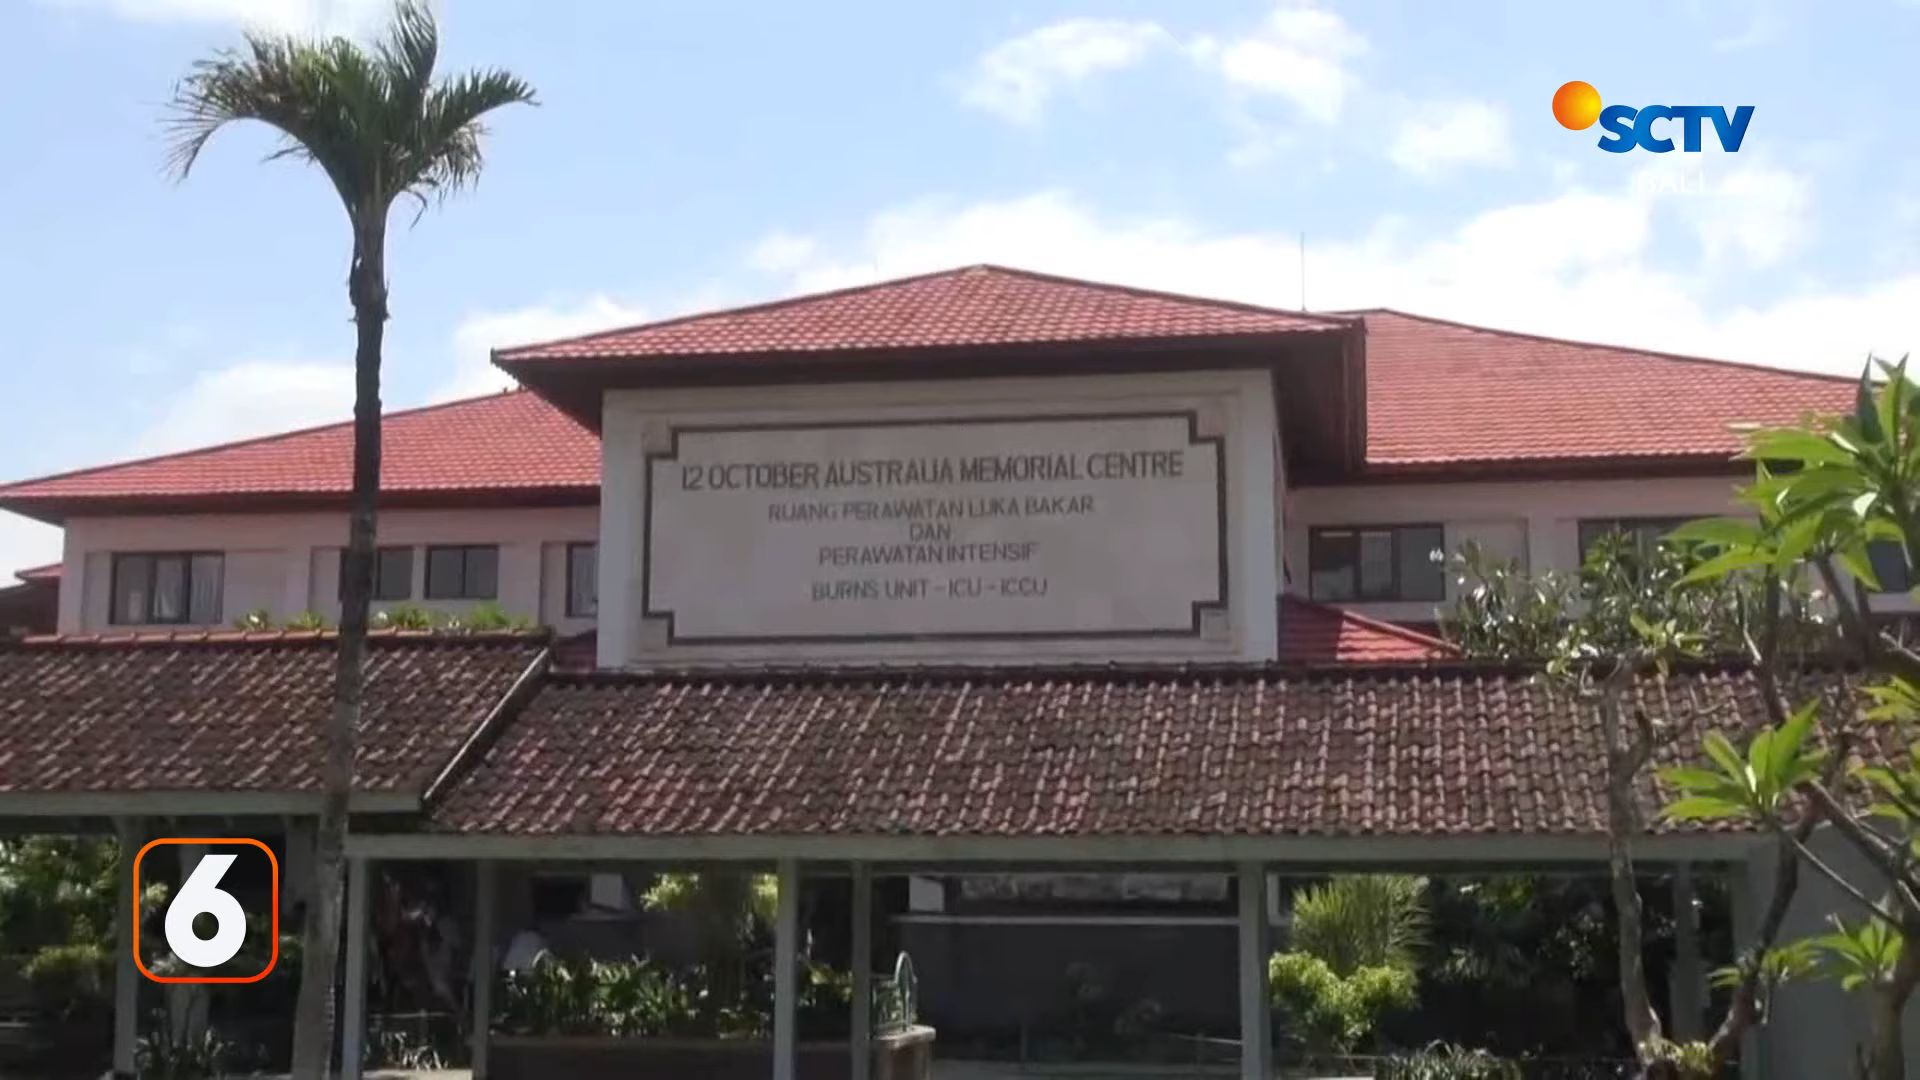 SCTV
12 OCTOBER AUSTRALIA MEMORIAL CENTRE
RUANG PERAWATAN LUKA BAKAR
DAN
PERAWATAN INTENSIF
BURNS UNIT - ICU - ICCU
6